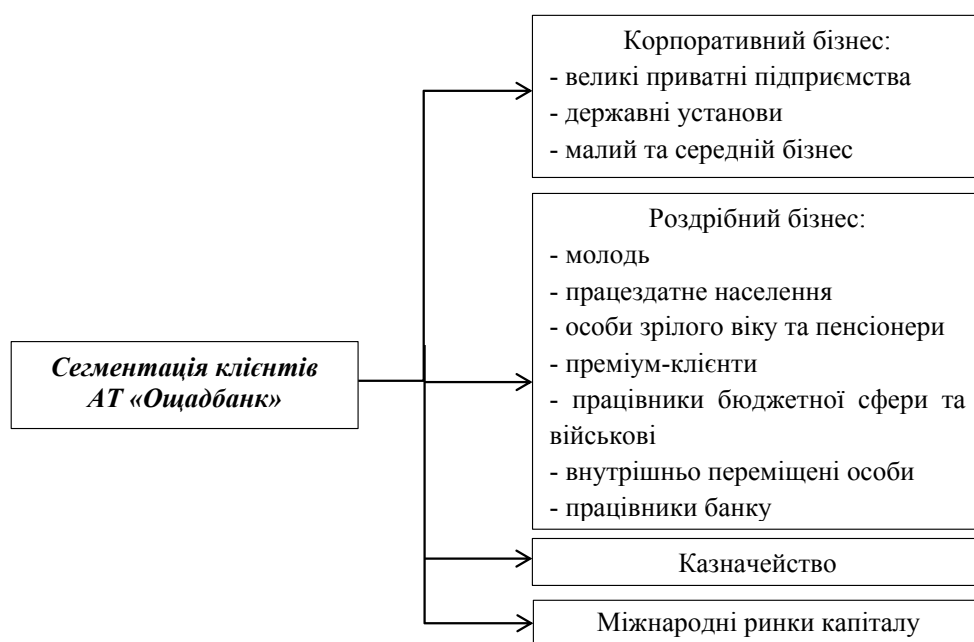 Корпоративний бізнес:
- великі приватні підприємства
- державні установи
- малий та середній бізнес
Роздрібний бізнес:
- молодь
- працездатне населення
- особи зрілого віку та пенсіонери
- преміум-клієнти
- працівники бюджетної сфери та
військові
- внутрішньо переміщені особи
- працівники банку
Сегментація клієнтів
АТ «Ощадбанк»
Казначейство
Міжнародні ринки капіталу